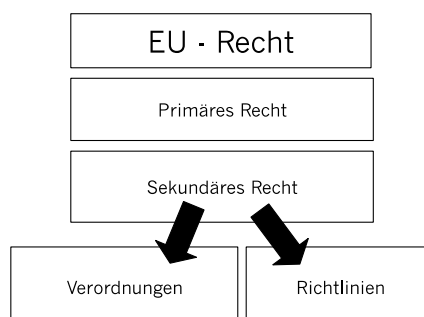 EU - Recht
Primäres Recht
Sekundäres Recht
Verordnungen
Richtlinien